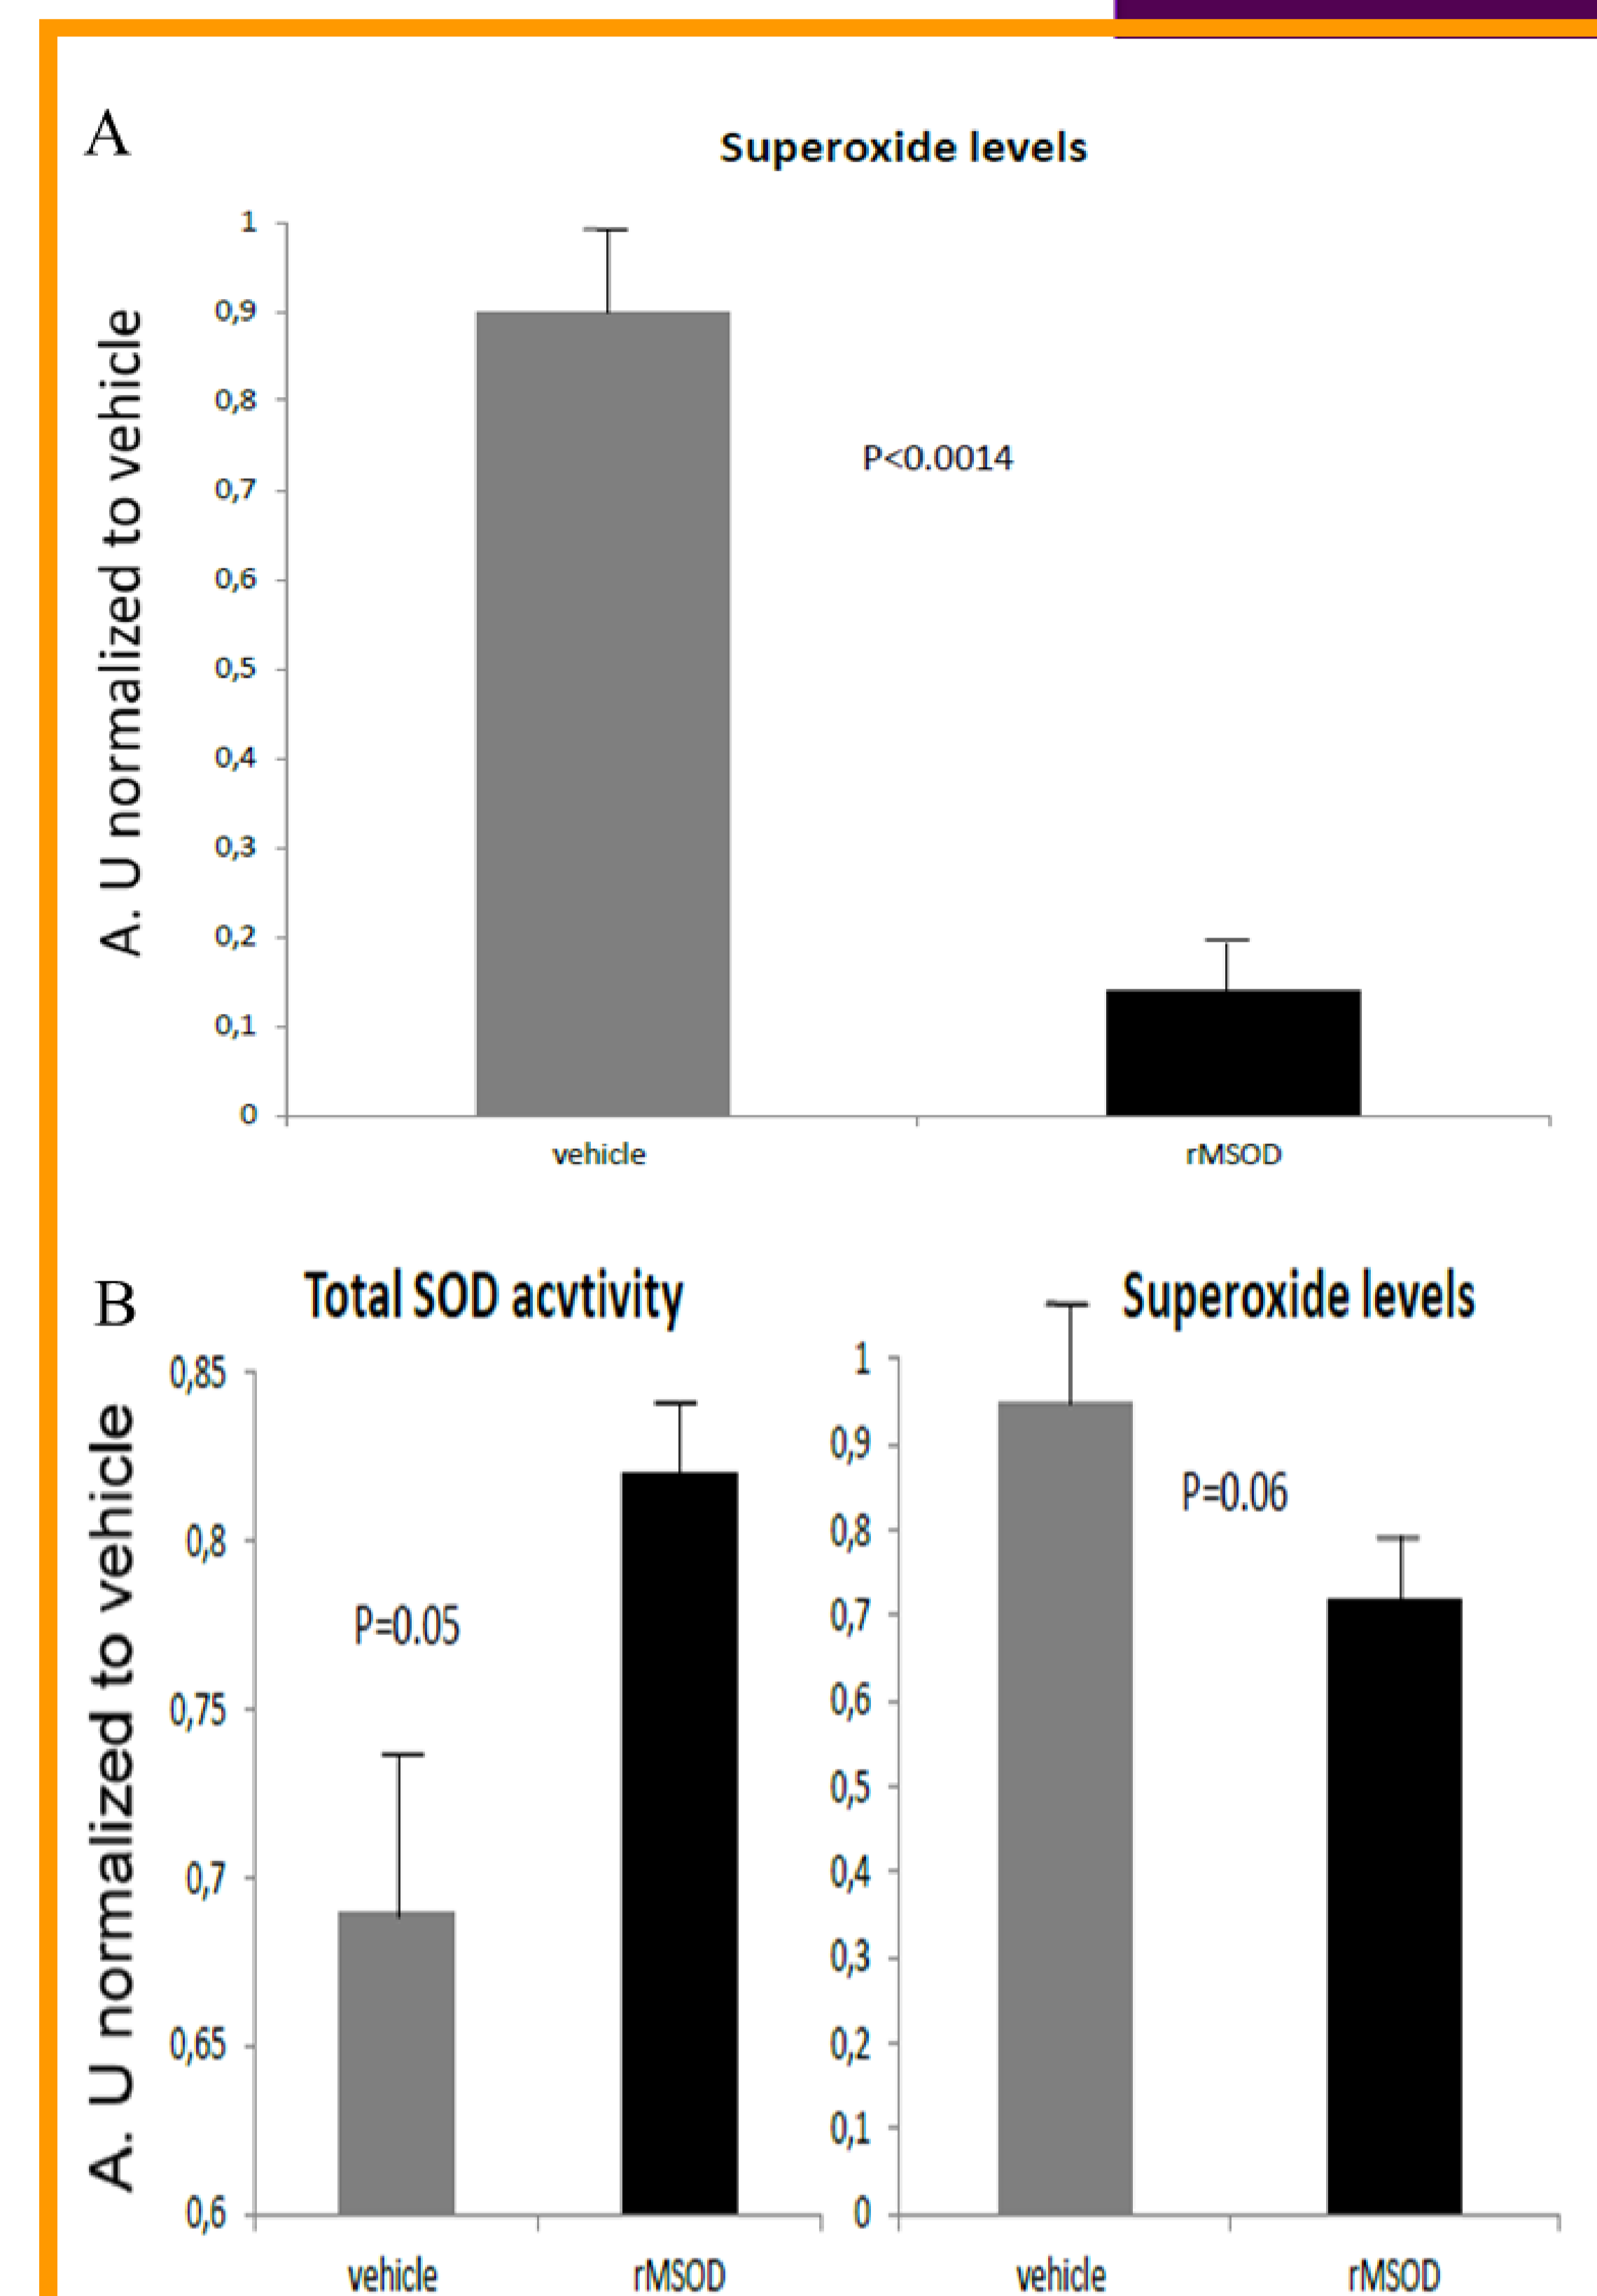 A
Superoxide levels
A. U normalized to vehicle
1
0,9
0,8
0,7
0,6
0,5
0,4
0,3
0,2
0,1
0
P<0.0014
vehicle
rMSOD
B
Total SOD acvtivity
A. U normalized to vehicle
0,85
0,8
0,75
0,7
0,65
0,6
P=0.05
vehicle
rMSOD
Superoxide levels
1
0,9
0,8
0,7
0,6
0,5
0,4
0,3
0,2
0,1
0
P=0.06
vehicle
rMSOD